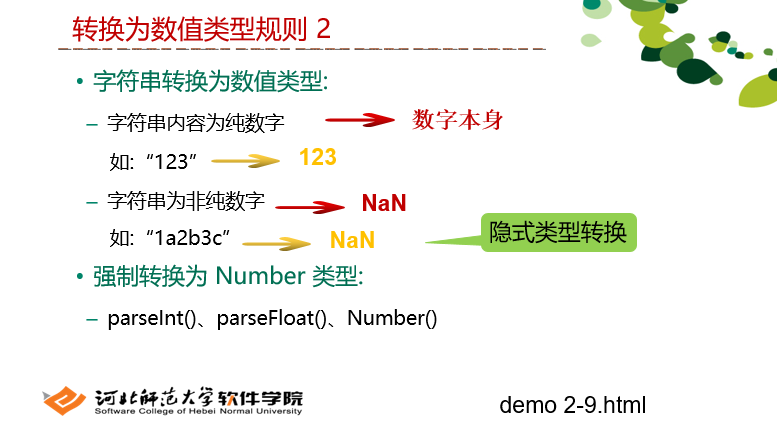 转换为数值类型规则 2
• 字符串转换为数值类型:
– 字符串内容为纯数字 数字本身
如: “123” 123
– 字符串为非纯数字 NaN
如: “1a2b3c” NaN 隐式类型转换
• 强制转换为 Number 类型:
– parseInt()、parseFloat()、Number()
河北师范大学软件学院
Software College of Hebei Normal University
demo 2-9.html